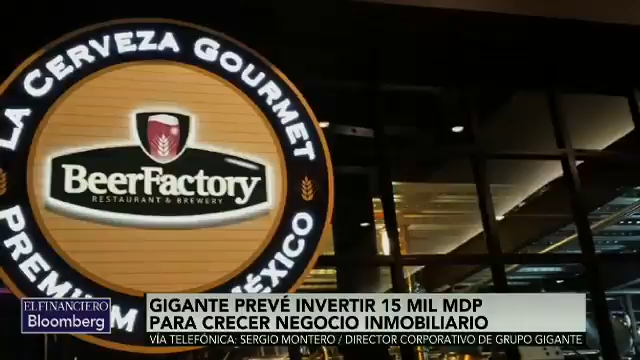 LA CERVEZA GOURMET
BeerFactory
RESTAURANT & BREWERY
PREMIUM
MÉXICO
EL FINANCIERO
Bloomberg
GIGANTE PREVÉ INVERTIR 15 MIL MDP
PARA CRECER NEGOCIO INMOBILIARIO
VÍA TELEFÓNICA: SERGIO MONTERO / DIRECTOR CORPORATIVO DE GRUPO GIGANTE